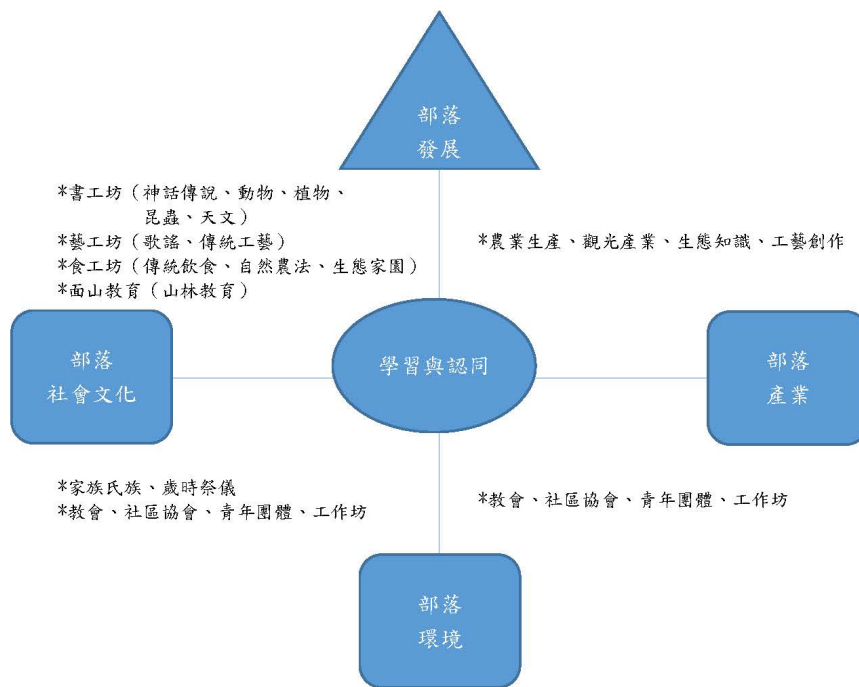 部落
發展
*書工坊（神話傳說、動物、植物、
昆蟲、天文）
*藝工坊（歌謠、傳統工藝）
*食工坊（傳統飲食、自然農法、生態家園）
*面山教育（山林教育）
*農業生產、觀光產業、生態知識、工藝創作
部落
社會文化
學習與認同
部落
產業
*家族氏族、歲時祭儀
*教會、社區協會、青年團體、工作坊
*教會、社區協會、青年團體、工作坊
部落
環境